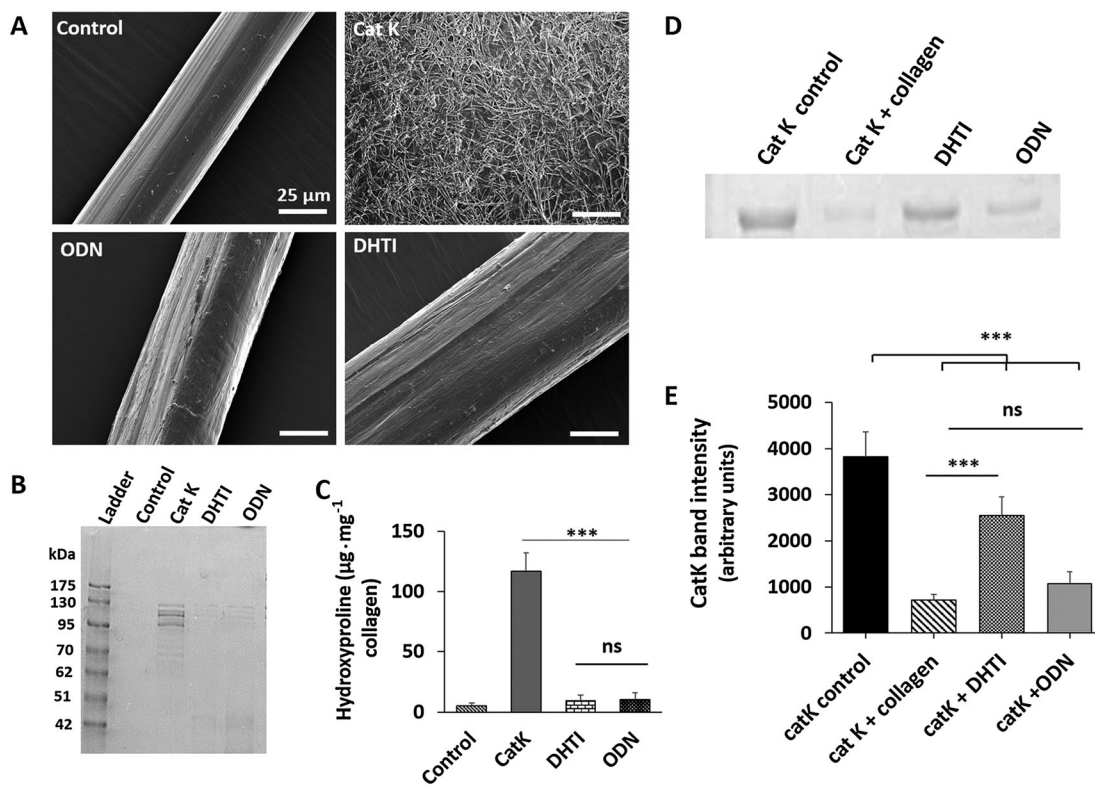 A
Control
Cat K
25 µm
ODN
DHTI
B
Ladder
Control
Cat K
DHTI
ODN
kDa
175
130
95
70
62
51
42
C
Hydroxyproline (µg·mg⁻¹
collagen)
150
100
50
0
***
ns
Control
CatK
DHTI
ODN
D
Cat K control
Cat K + collagen
DHTI
ODN
E
CatK band intensity
(arbitrary units)
5000
4000
3000
2000
1000
0
***
ns
***
catK control
cat K + collagen
catK + DHTI
catK +ODN